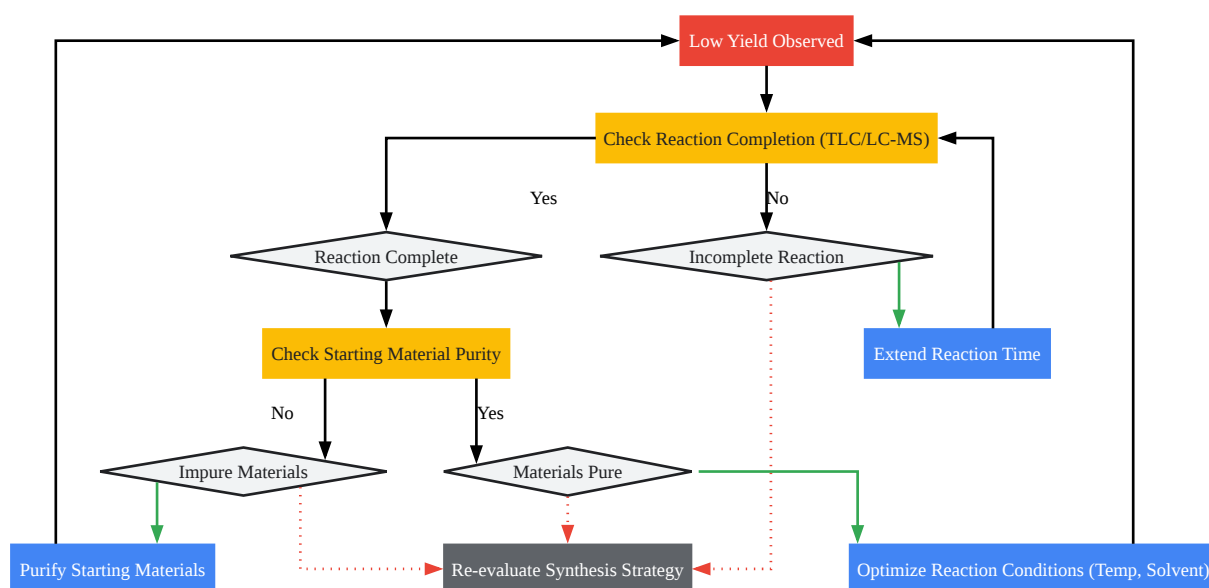 Low Yield Observed
Check Reaction Completion (TLC/LC-MS)
Yes
No
Reaction Complete
Incomplete Reaction
Check Starting Material Purity
Extend Reaction Time
No
Yes
Impure Materials
Materials Pure
Purify Starting Materials
Re-evaluate Synthesis Strategy
Optimize Reaction Conditions (Temp, Solvent)